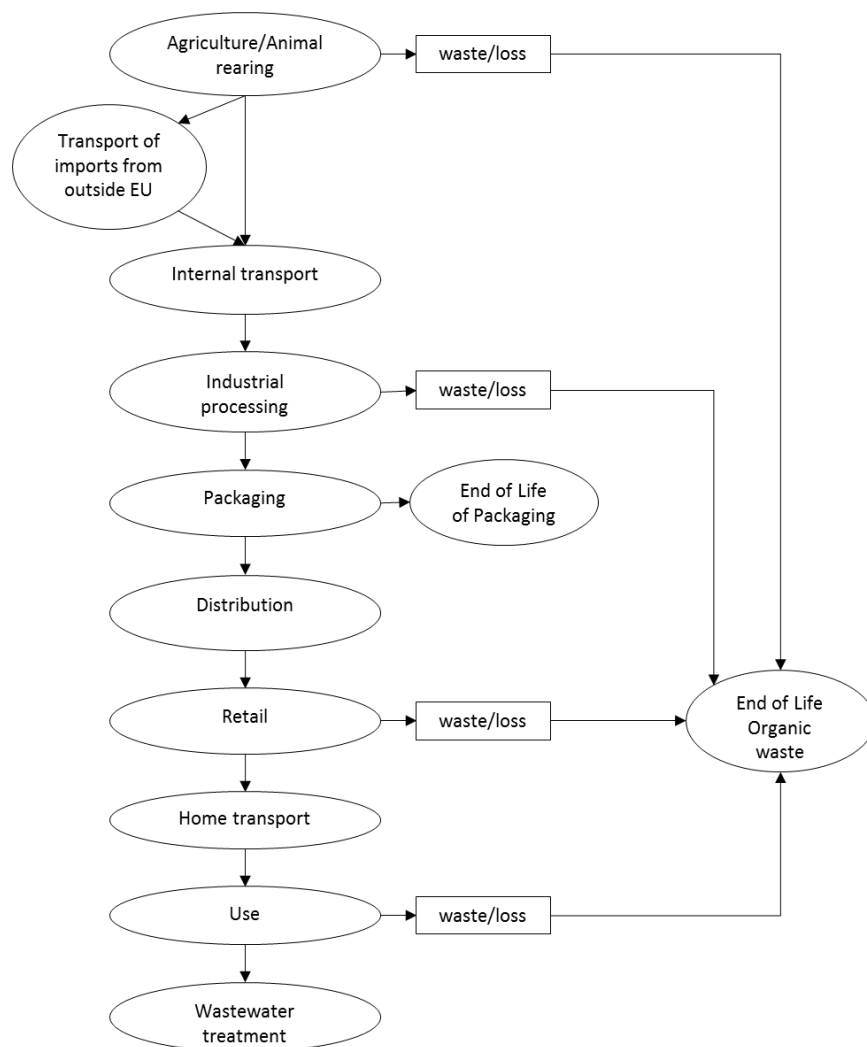 Agriculture/Animal
rearing
waste/loss
Transport of
imports from
outside EU
Internal transport
Industrial
processing
waste/loss
Packaging
End of Life
of Packaging
Distribution
Retail
waste/loss
End of Life
Organic
waste
Home transport
Use
waste/loss
Wastewater
treatment